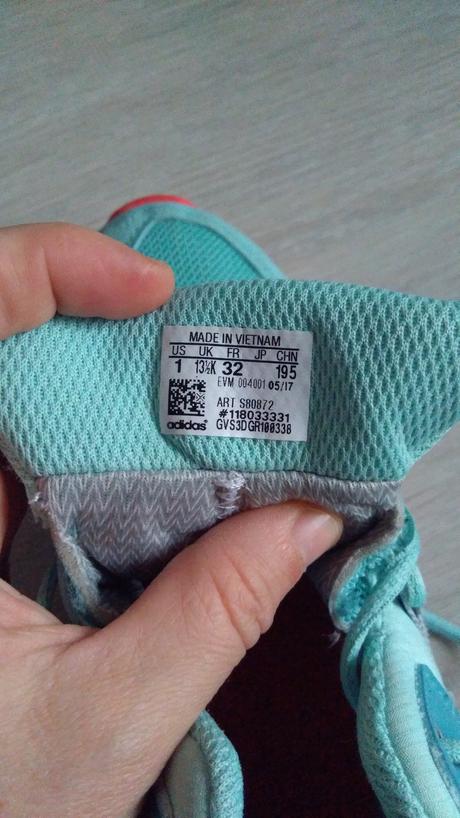 MADE IN VIETNAM
US UK FR JP CHN
1 13½K 32 195
EVM 004001 05/17
ART S80872
#118033331
adidas® GVS3DGR100338